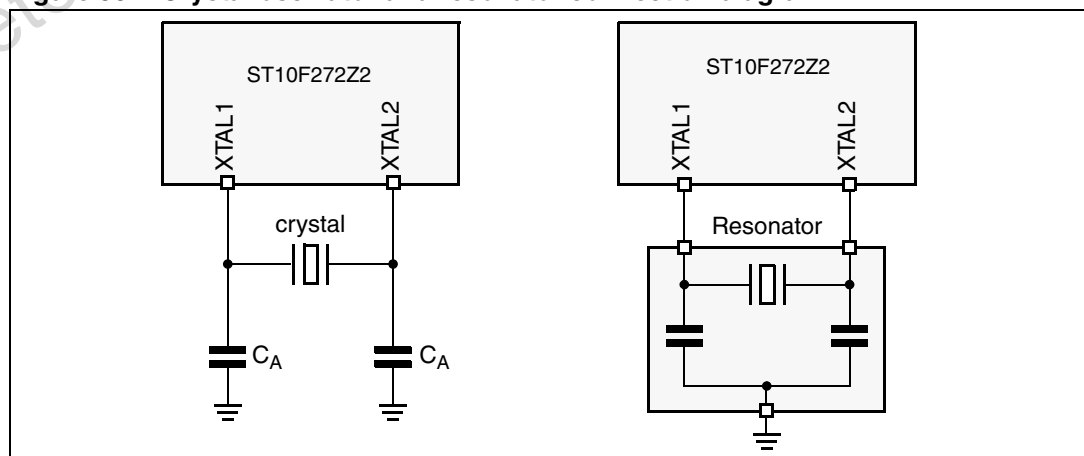 ST10F272Z2
XTAL1
XTAL2
crystal
CA
CA
ST10F272Z2
XTAL1
XTAL2
Resonator